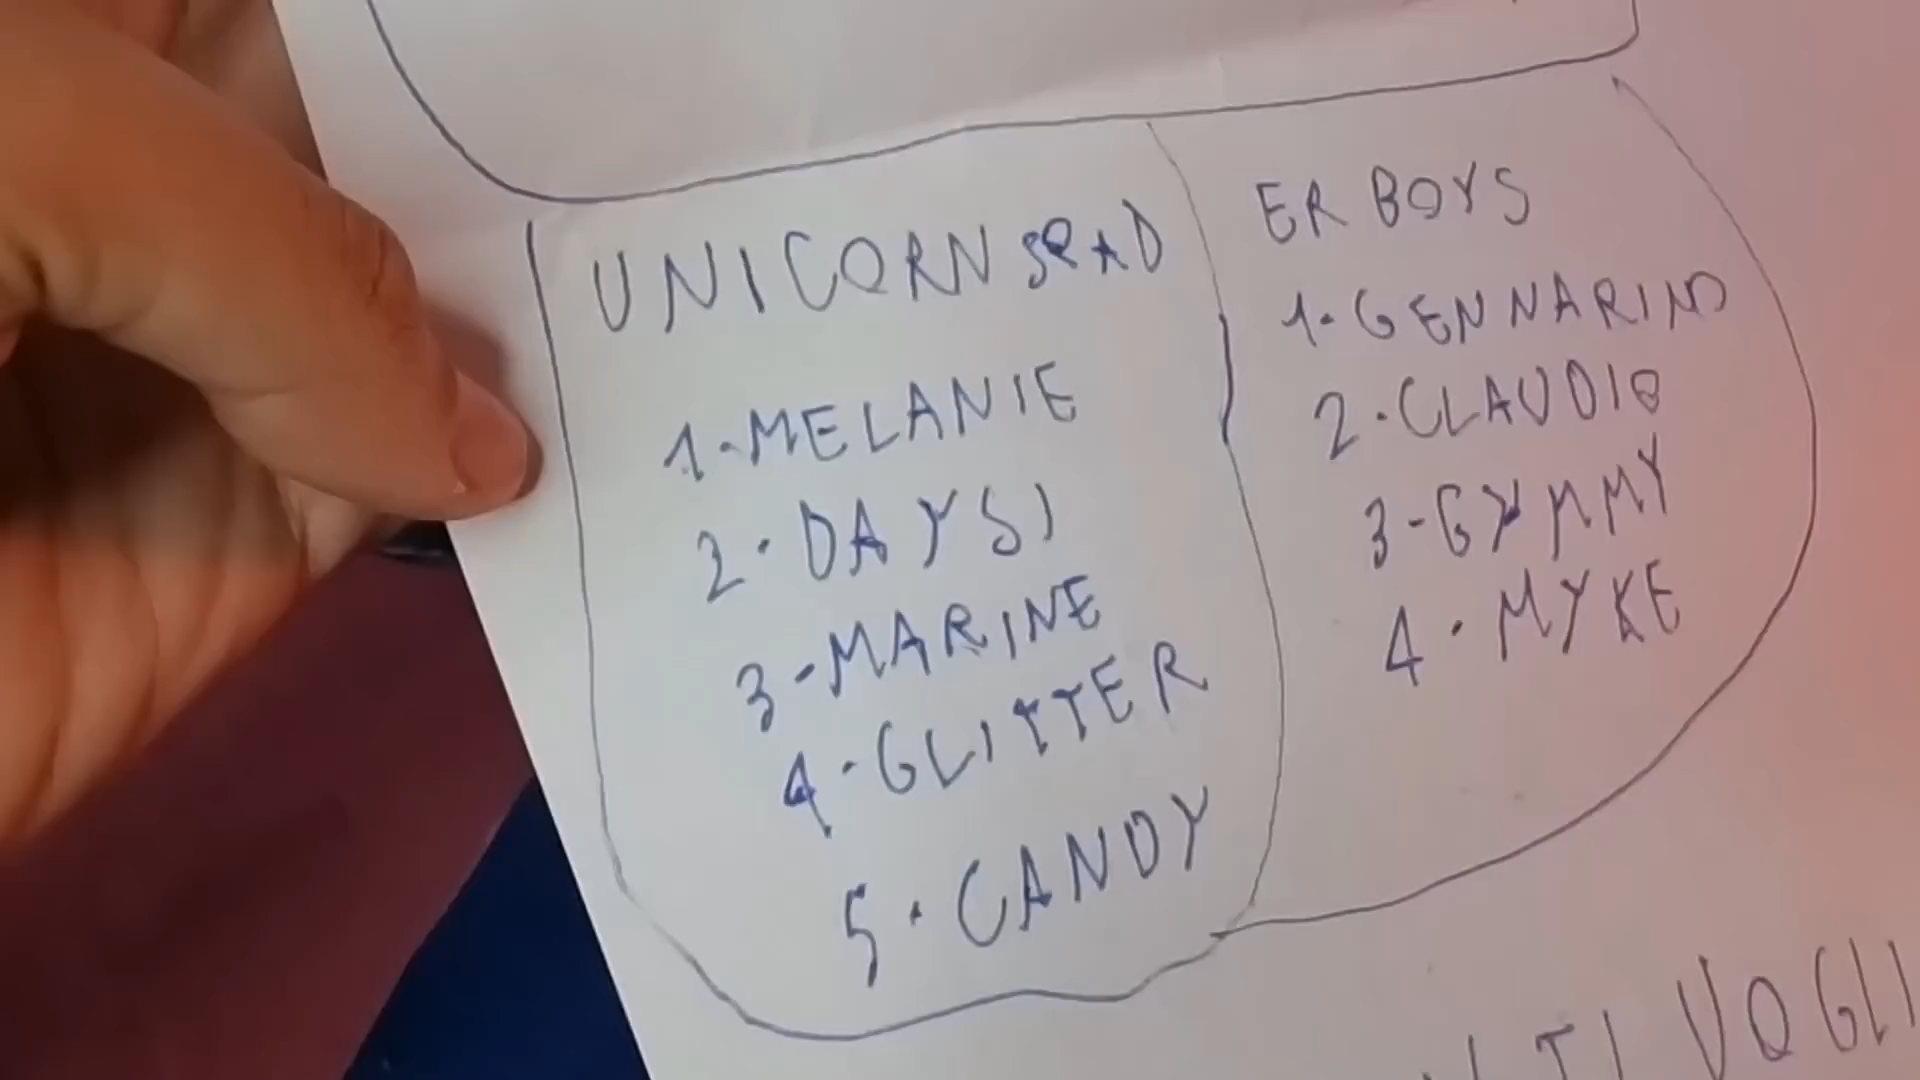 UNICORN SQAD
1-MELANIE
2-DAYSI
3-MARINE
4-GLITTER
5-CANDY
ER BOYS
1-GENNARINO
2-CLAUDIO
3-GYMMY
4-MYKE
TI VOGLI